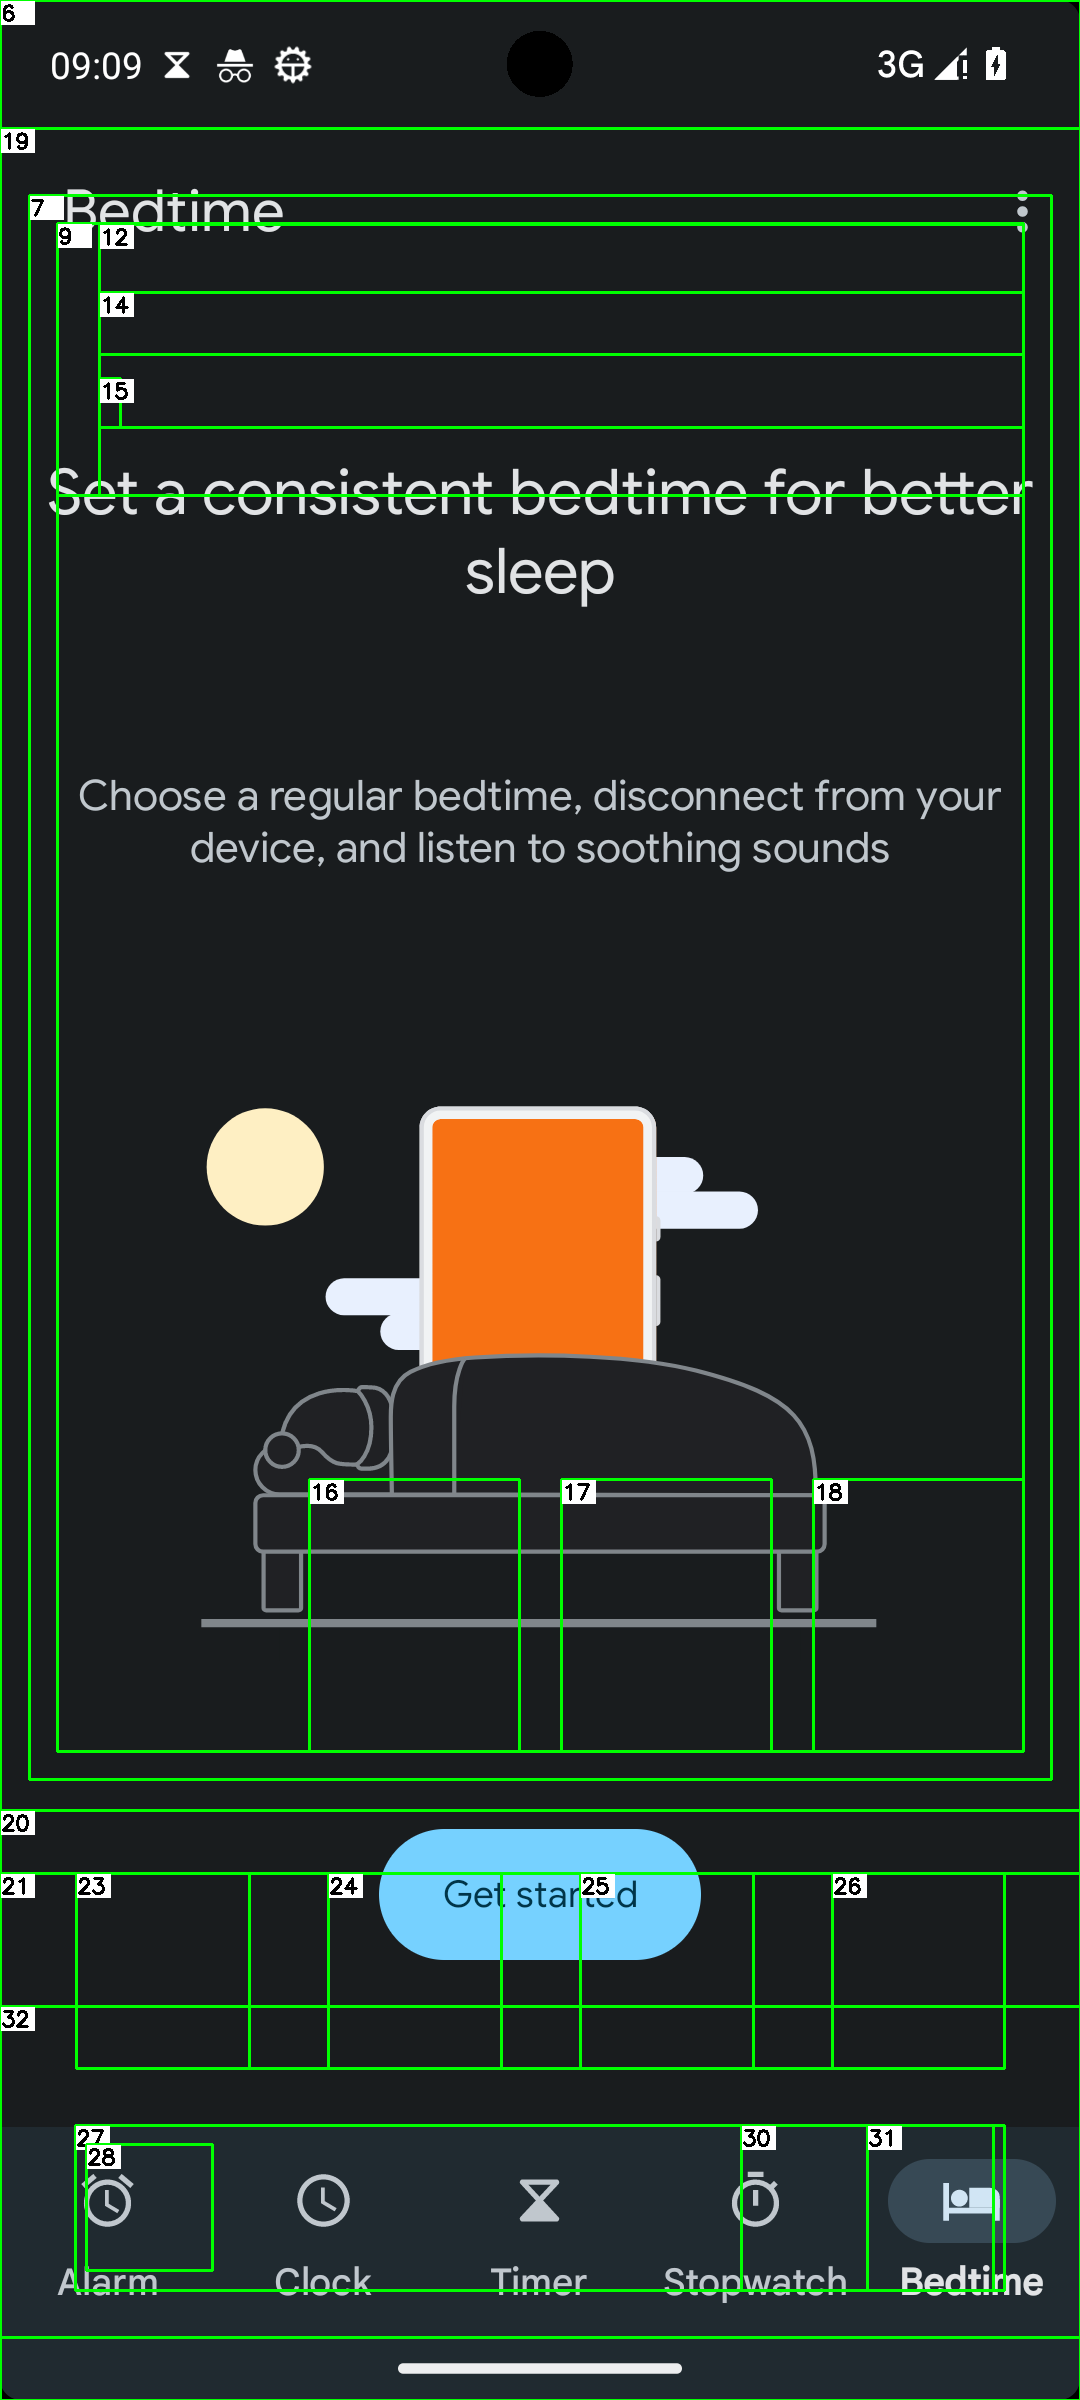 6
09:09
3G
19
7
Bedtime
9
12
14
15
Set a consistent bedtime for better
sleep
Choose a regular bedtime, disconnect from your
device, and listen to soothing sounds
16
17
18
20
21
23
24
Get started
25
26
32
27
28
30
31
Alarm
Clock
Timer
Stopwatch
Bedtime